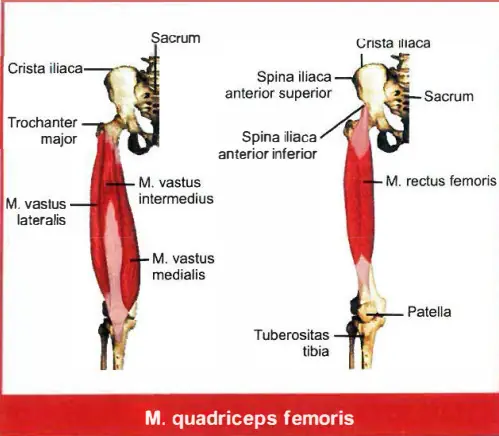 Sacrum
Crista iliaca
Trochanter
major
M. vastus
intermedius
M. vastus
lateralis
M. vastus
medialis
Crista iliaca
Spina iliaca
anterior superior
Sacrum
Spina iliaca
anterior inferior
M. rectus femoris
Patella
Tuberositas
tibia
M. quadriceps femoris